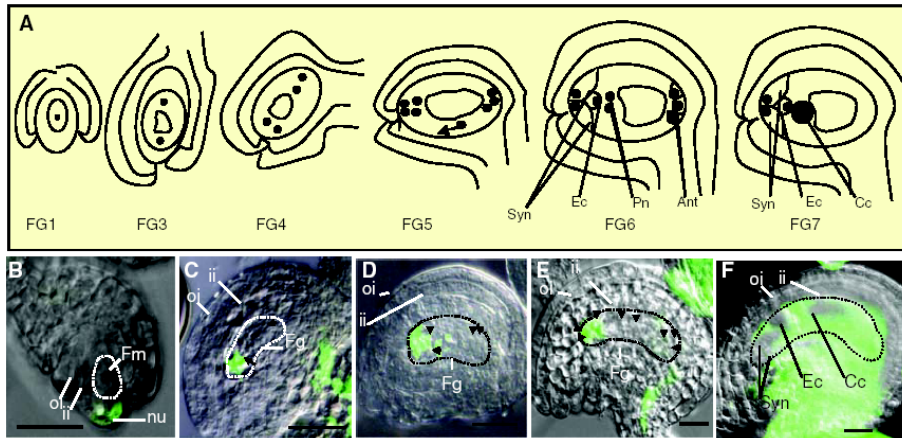 A
Syn
Ec
Pn
Ant
Syn
Ec
Cc
FG1
FG3
FG4
FG5
FG6
FG7
B
Fm
oi
ii
nu
C
ii
oi
Fg
D
oi
ii
Fg
E
ii
oi
Fg
F
oi
ii
Ec
Cc
Syn